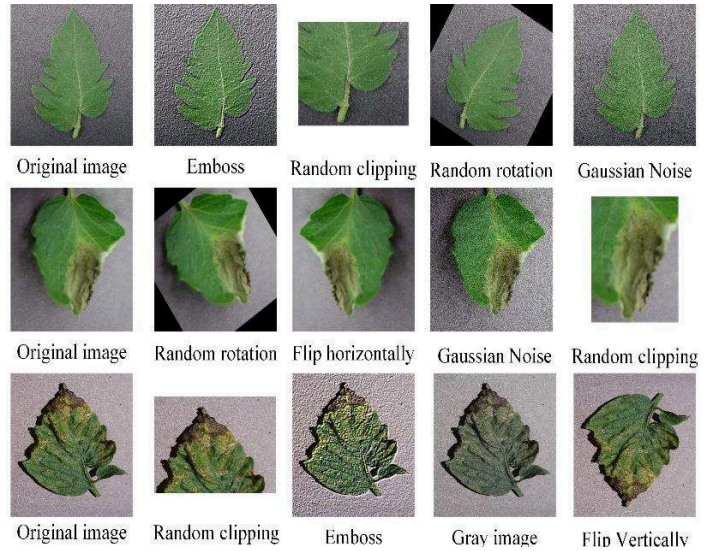 Original image
Emboss
Random clipping
Random rotation
Gaussian Noise
Original image
Random rotation
Flip horizontally
Gaussian Noise
Random clipping
Original image
Random clipping
Emboss
Gray image
Flip Vertically